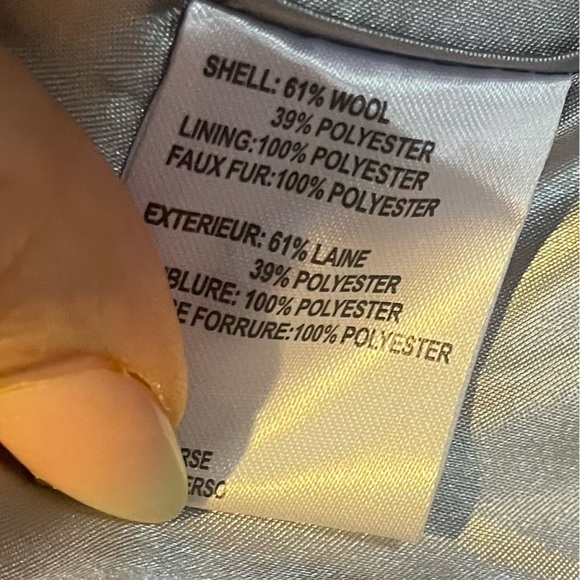 SHELL: 61% WOOL
39% POLYESTER
LINING:100% POLYESTER
FAUX FUR:100% POLYESTER
EXTERIEUR: 61% LAINE
39% POLYESTER
BLURE: 100% POLYESTER
E FORRURE:100% POLYESTER
RSE
ERSO